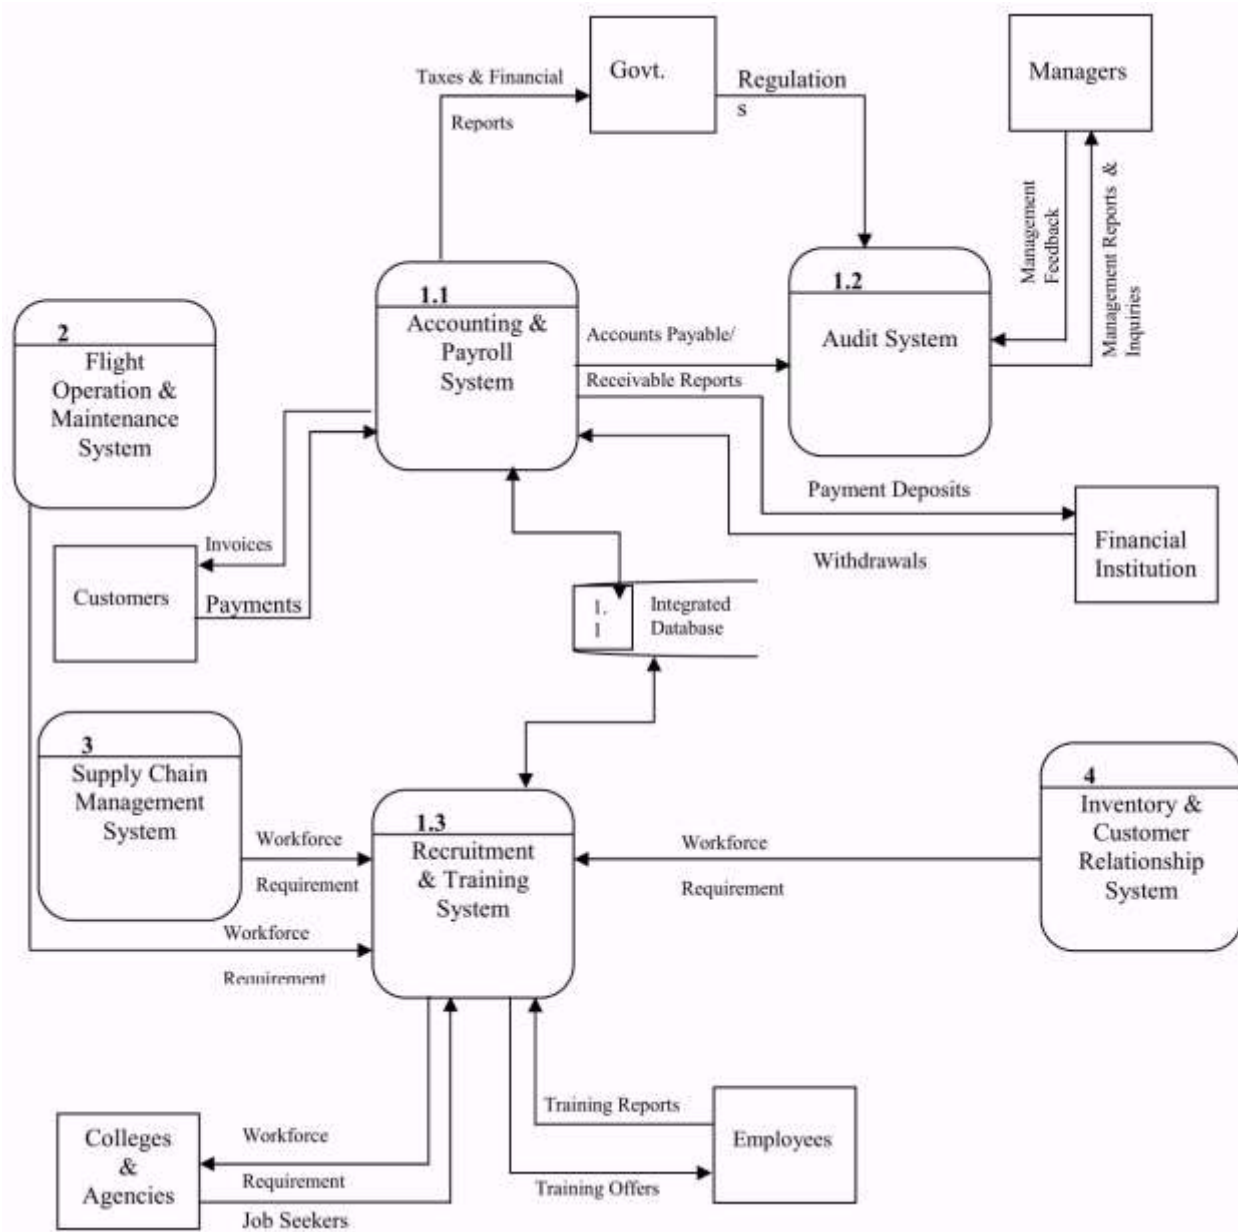 Taxes & Financial
Reports
Govt.
Regulation
s
Managers
Management
Feedback
Management Reports &
Inquiries
1.1
Accounting &
Payroll
System
1.2
Audit System
2
Flight
Operation &
Maintenance
System
Accounts Payable/
Receivable Reports
Payment Deposits
Withdrawals
Financial
Institution
Invoices
Customers
Payments
1.
1
Integrated
Database
3
Supply Chain
Management
System
Workforce
Requirement
1.3
Recruitment
& Training
System
Workforce
Requirement
4
Inventory &
Customer
Relationship
System
Workforce
Requirement
Training Reports
Employees
Training Offers
Colleges
&
Agencies
Workforce
Requirement
Job Seekers